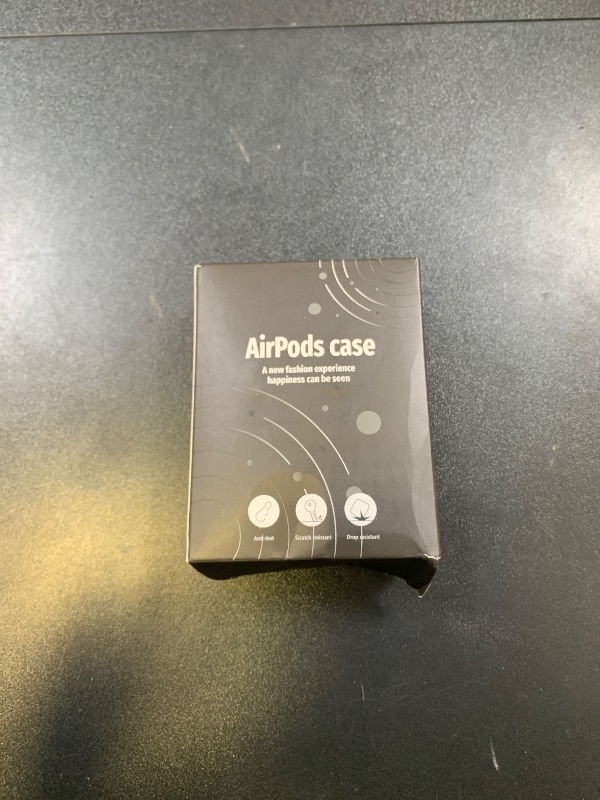 AirPods case
A new fashion experience
happiness can be seen
Anti-lost
Scratch resistant
Drop resistant